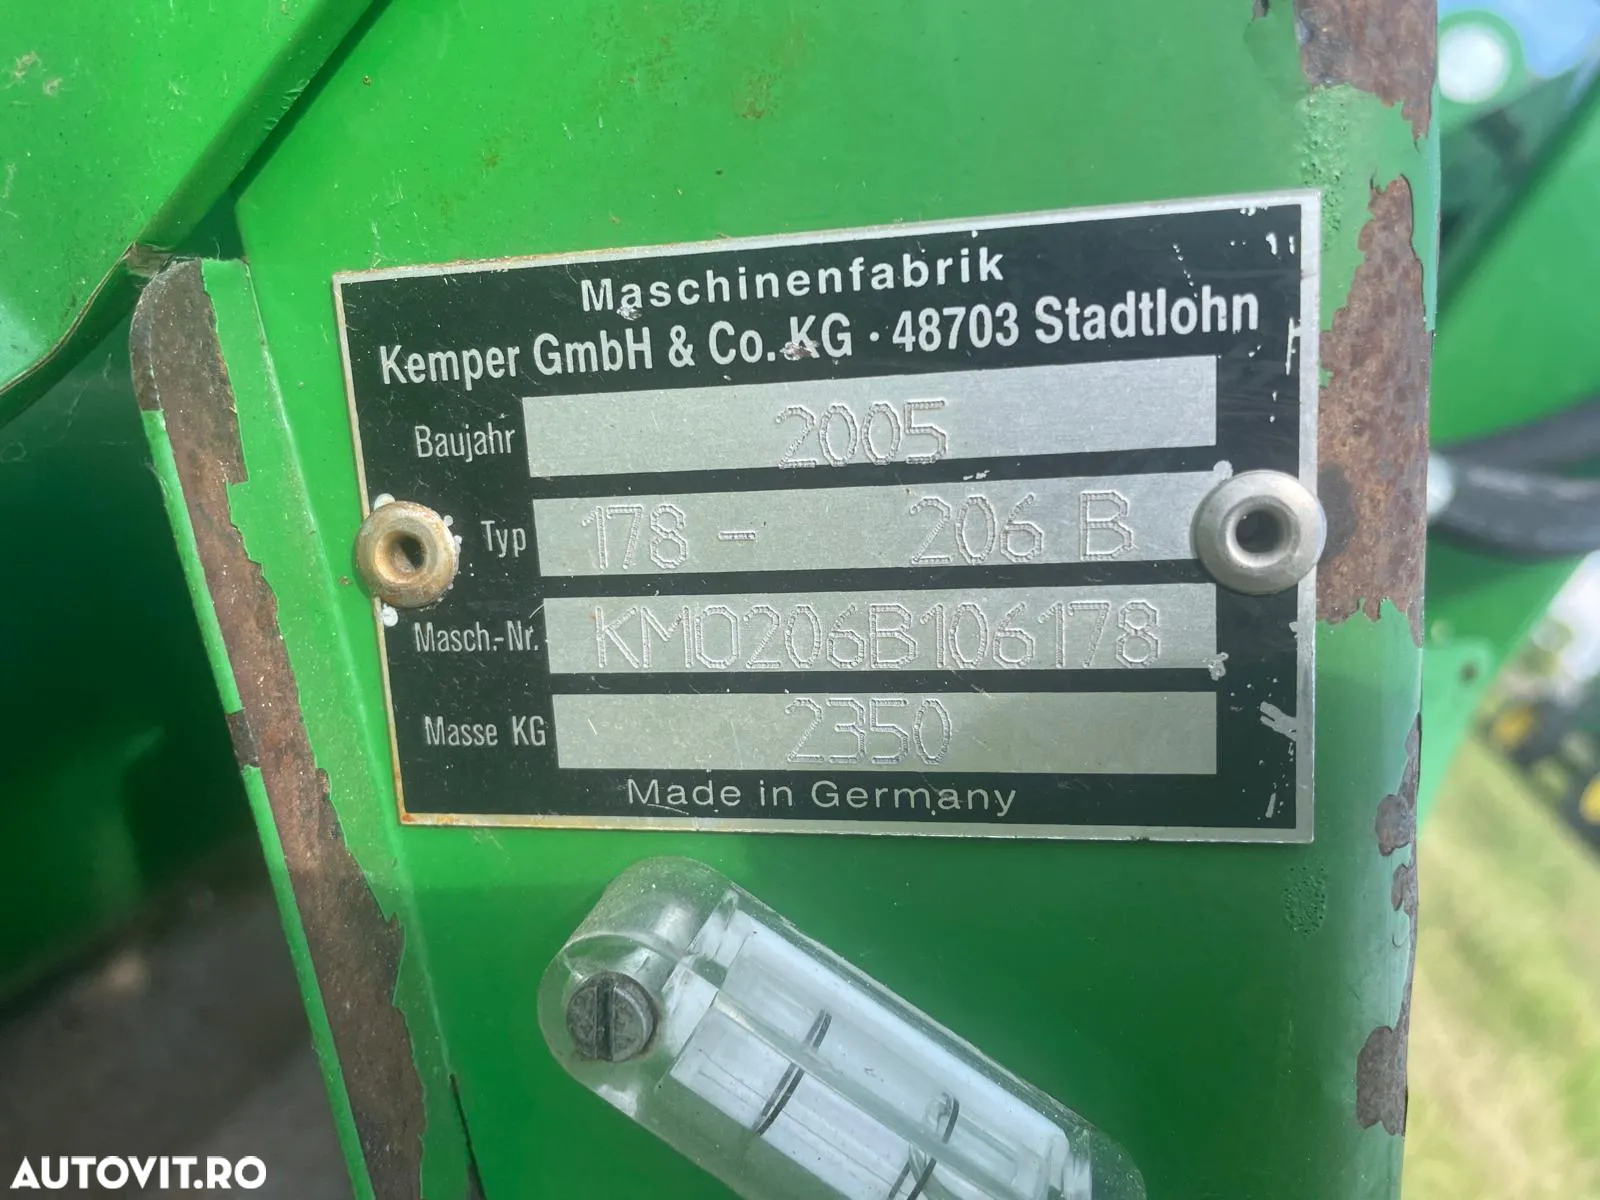 Maschinenfabrik
Kemper GmbH & Co. KG · 48703 Stadtlohn
Baujahr 2005
Typ 178 - 206 B
Masch.-Nr. KM0206B106178
Masse KG 2350
Made in Germany
AUTOVIT.RO